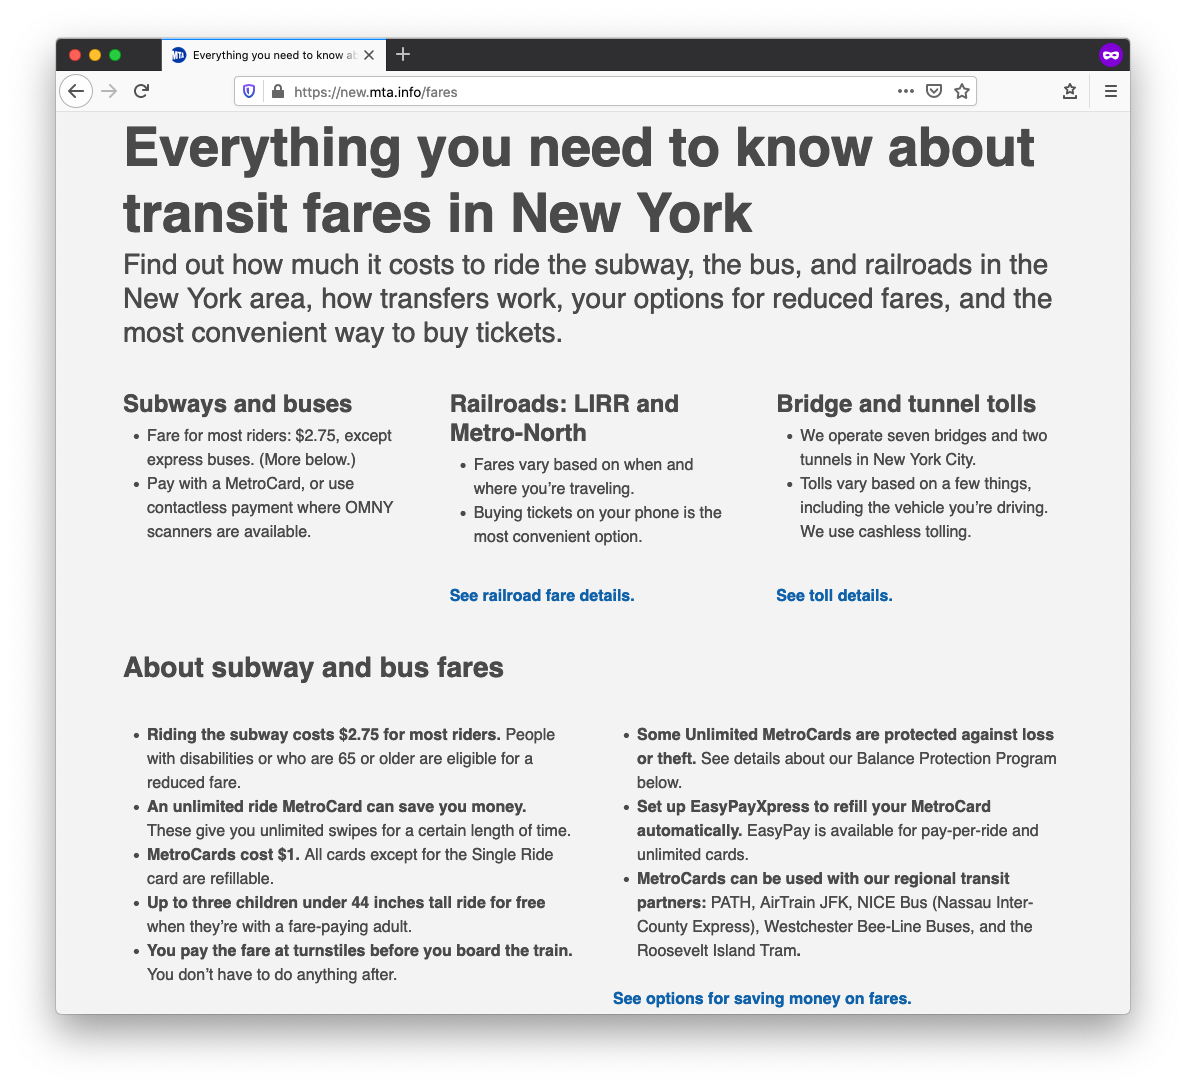 MTA
Everything you need to know ab
https://new.mta.info/fares
Everything you need to know about
transit fares in New York
Find out how much it costs to ride the subway, the bus, and railroads in the
New York area, how transfers work, your options for reduced fares, and the
most convenient way to buy tickets.
Subways and buses
• Fare for most riders: $2.75, except
express buses. (More below.)
• Pay with a MetroCard, or use
contactless payment where OMNY
scanners are available.
Railroads: LIRR and
Metro-North
• Fares vary based on when and
where you’re traveling.
• Buying tickets on your phone is the
most convenient option.
See railroad fare details.
Bridge and tunnel tolls
• We operate seven bridges and two
tunnels in New York City.
• Tolls vary based on a few things,
including the vehicle you’re driving.
We use cashless tolling.
See toll details.
About subway and bus fares
• Riding the subway costs $2.75 for most riders. People
with disabilities or who are 65 or older are eligible for a
reduced fare.
• An unlimited ride MetroCard can save you money.
These give you unlimited swipes for a certain length of time.
• MetroCards cost $1. All cards except for the Single Ride
card are refillable.
• Up to three children under 44 inches tall ride for free
when they’re with a fare-paying adult.
• You pay the fare at turnstiles before you board the train.
You don’t have to do anything after.
• Some Unlimited MetroCards are protected against loss
or theft. See details about our Balance Protection Program
below.
• Set up EasyPayXpress to refill your MetroCard
automatically. EasyPay is available for pay-per-ride and
unlimited cards.
• MetroCards can be used with our regional transit
partners: PATH, AirTrain JFK, NICE Bus (Nassau Inter-
County Express), Westchester Bee-Line Buses, and the
Roosevelt Island Tram.
See options for saving money on fares.